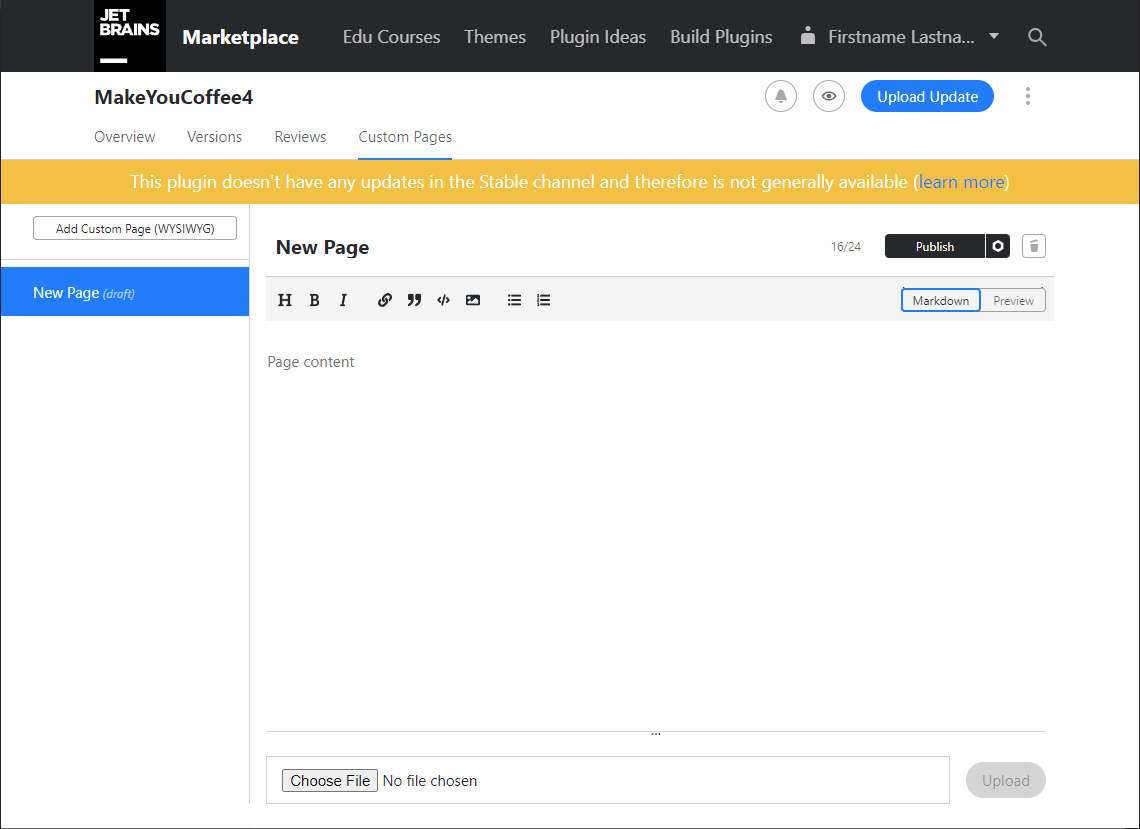 JET BRAINS Marketplace Edu Courses Themes Plugin Ideas Build Plugins Firstname Lastna...
MakeYouCoffee4 Upload Update
Overview Versions Reviews Custom Pages
This plugin doesn't have any updates in the Stable channel and therefore is not generally available (learn more)
Add Custom Page (WYSIWYG)
New Page (draft)
New Page 16/24 Publish
H B I Markdown Preview
Page content
...
Choose File No file chosen Upload